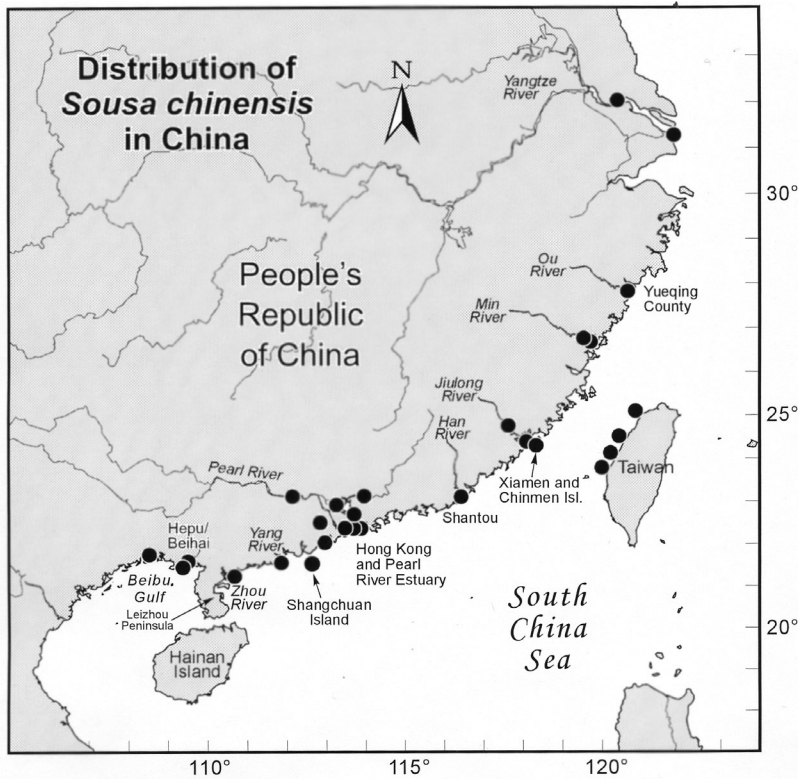 Distribution of
Sousa chinensis
in China
N
Yangtze
River
30°
People's
Republic
of China
Ou
River
Yueqing
County
Min
River
Jiulong
River
Han
River
25°
Taiwan
Xiamen and
Chinmen Isl.
Pearl River
Shantou
Hepu/
Beihai
Yang
River
Hong Kong
and Pearl
River Estuary
Beibu
Gulf
Zhou
River
Leizhou
Peninsula
Shangchuan
Island
South
China
Sea
20°
Hainan
Island
110°
115°
120°